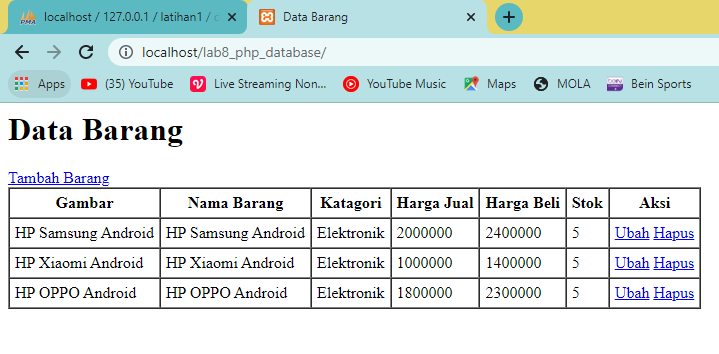 localhost / 127.0.0.1 / latihan1 /
Data Barang
localhost/lab8_php_database/
Apps (35) YouTube Live Streaming Non... YouTube Music Maps MOLA Bein Sports
Data Barang
Tambah Barang
Gambar Nama Barang Katagori Harga Jual Harga Beli Stok Aksi
HP Samsung Android HP Samsung Android Elektronik 2000000 2400000 5 Ubah Hapus
HP Xiaomi Android HP Xiaomi Android Elektronik 1000000 1400000 5 Ubah Hapus
HP OPPO Android HP OPPO Android Elektronik 1800000 2300000 5 Ubah Hapus